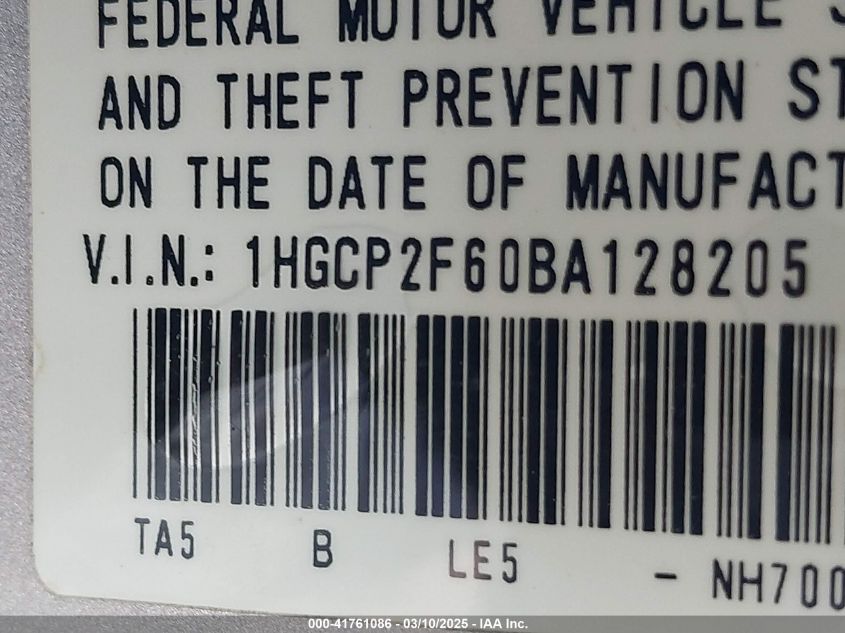 FEDERAL MOTOR VEHICLE
AND THEFT PREVENTION ST
ON THE DATE OF MANUFACT
V.I.N.: 1HGCP2F60BA128205
TA5 B LE5 - NH700
000-41761086 - 03/10/2025 - IAA Inc.